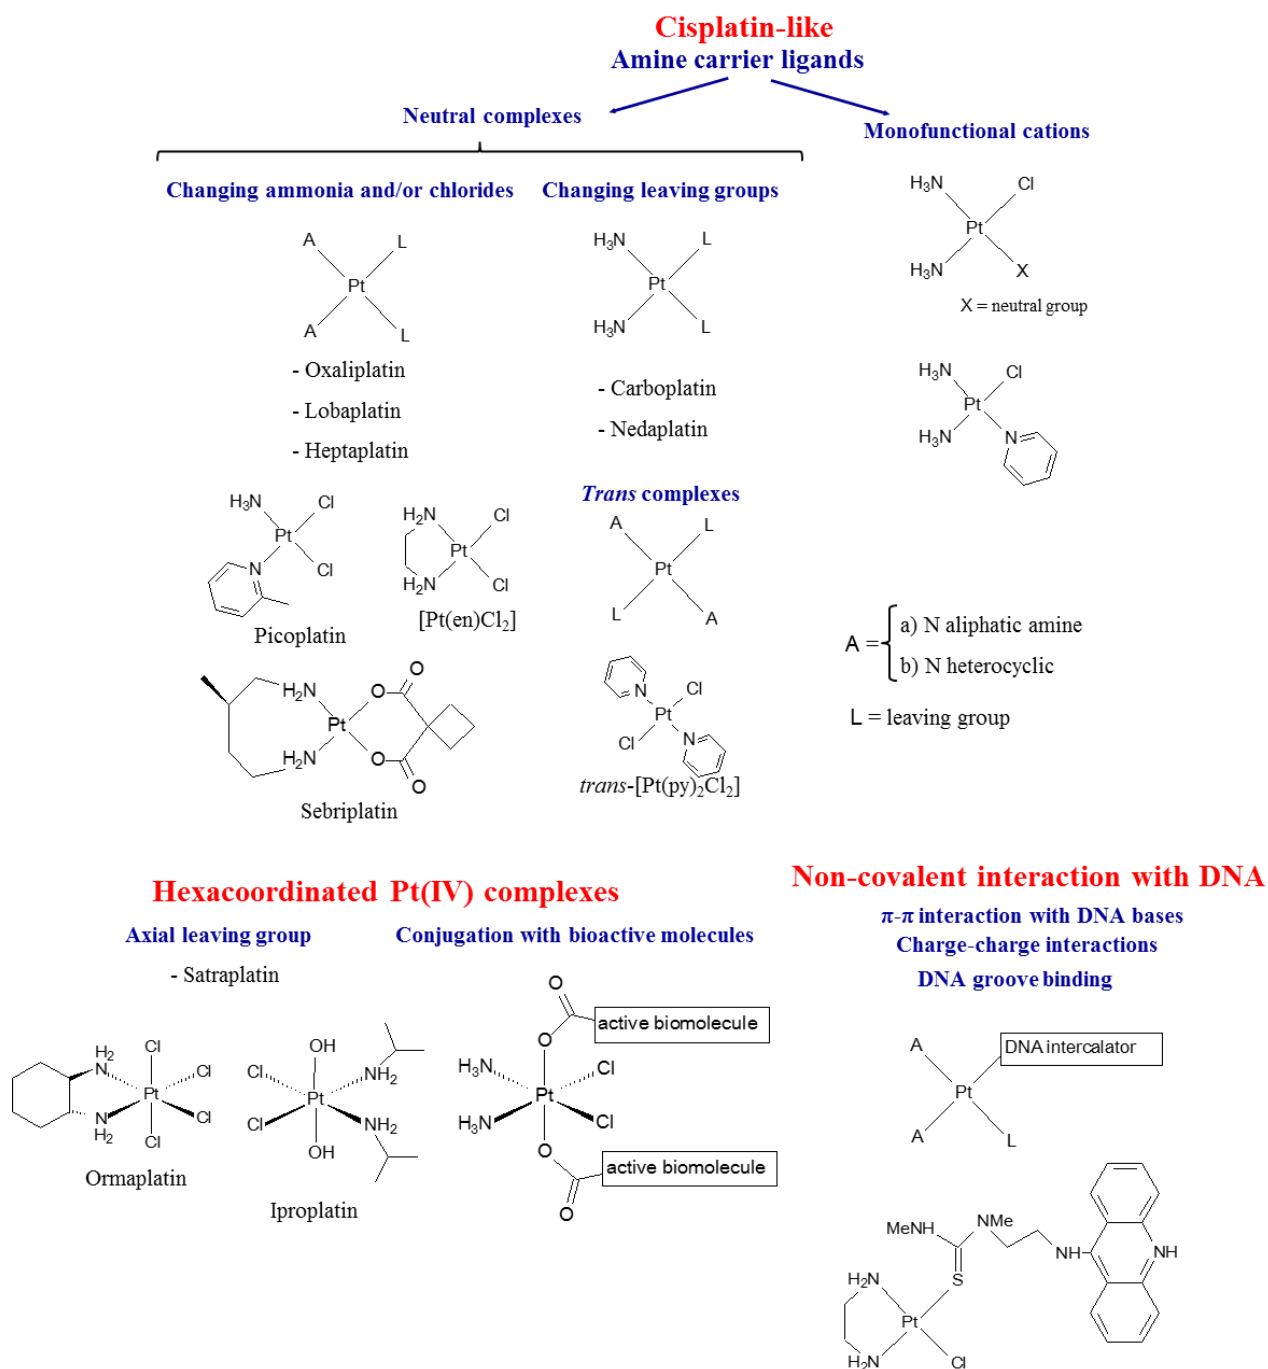 Cisplatin-like
Amine carrier ligands
Neutral complexes
Monofunctional cations
Changing ammonia and/or chlorides
Changing leaving groups
A
L
Pt
A
L
H₃N
L
Pt
H₃N
L
H₃N
Cl
Pt
H₃N
X
X = neutral group
- Oxaliplatin
- Lobaplatin
- Heptaplatin
- Carboplatin
- Nedaplatin
H₃N
Cl
Pt
H₃N
N
H₃N
Cl
Pt
N
Cl
Picoplatin
H₂N
Cl
Pt
H₂N
Cl
[Pt(en)Cl₂]
Trans complexes
A
L
Pt
L
A
A =
a) N aliphatic amine
b) N heterocyclic
L = leaving group
H₂N
O
O
Pt
H₂N
O
O
Sebriplatin
N
Cl
Pt
Cl
N
trans-[Pt(py)₂Cl₂]
Hexacoordinated Pt(IV) complexes
Axial leaving group
- Satraplatin
Conjugation with bioactive molecules
H₂
N
Cl
Cl
Pt
N
H₂
Cl
Cl
Ormaplatin
OH
Cl
NH₂
Pt
Cl
NH₂
OH
Iproplatin
O
active biomolecule
O
H₃N
Cl
Pt
H₃N
Cl
O
active biomolecule
O
Non-covalent interaction with DNA
π-π interaction with DNA bases
Charge-charge interactions
DNA groove binding
A
DNA intercalator
Pt
A
L
MeNH
NMe
NH
NH
S
H₂N
Pt
H₂N
Cl